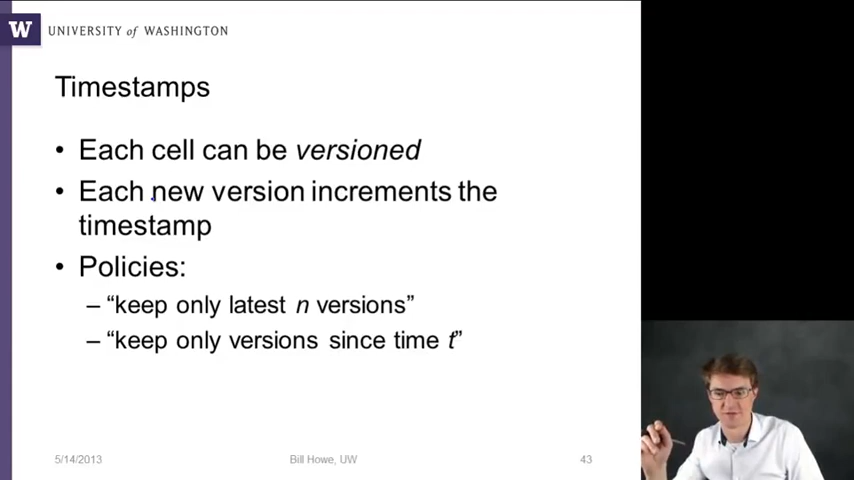 W UNIVERSITY of WASHINGTON
Timestamps
• Each cell can be versioned
• Each new version increments the
timestamp
• Policies:
– “keep only latest n versions”
– “keep only versions since time t”
5/14/2013 Bill Howe, UW 43